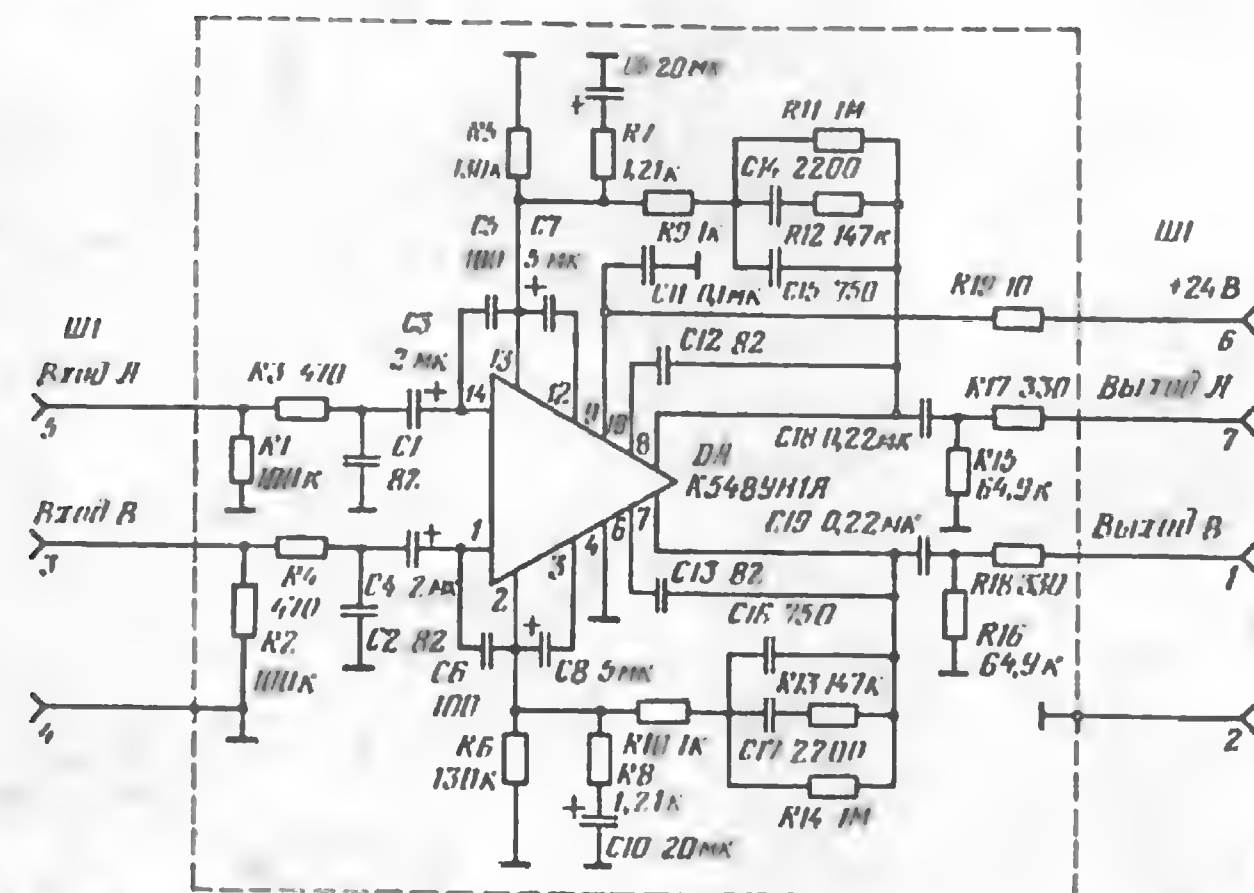 20 мк
R11 1М
R5
130к
R7
1,21к
C14 2200
R9 1к
R12 147к
Ш1
C5
100
C7
5 мк
C11 0,1мк
C15 750
R19 10
+24 В
6
C3
2 мк
13
C12 82
Ш1
Вход А
R3 470
14
12
9
10
8
R17 330
Выход А
5
R1
100к
C1
82
C18 0,22мк
7
DA
К548УН1А
R15
64,9к
Вход В
1
C19 0,22мк
Выход В
3
R4
470
C4 2 мк
2
3
4
6
7
C13 82
R18 330
1
R2
100к
C2 82
C16 750
R16
64,9к
C6
100
C8 5мк
R13 147к
4
R6
130к
R10 1к
C17 2200
2
R8
1,21к
R14 1М
C10 20мк